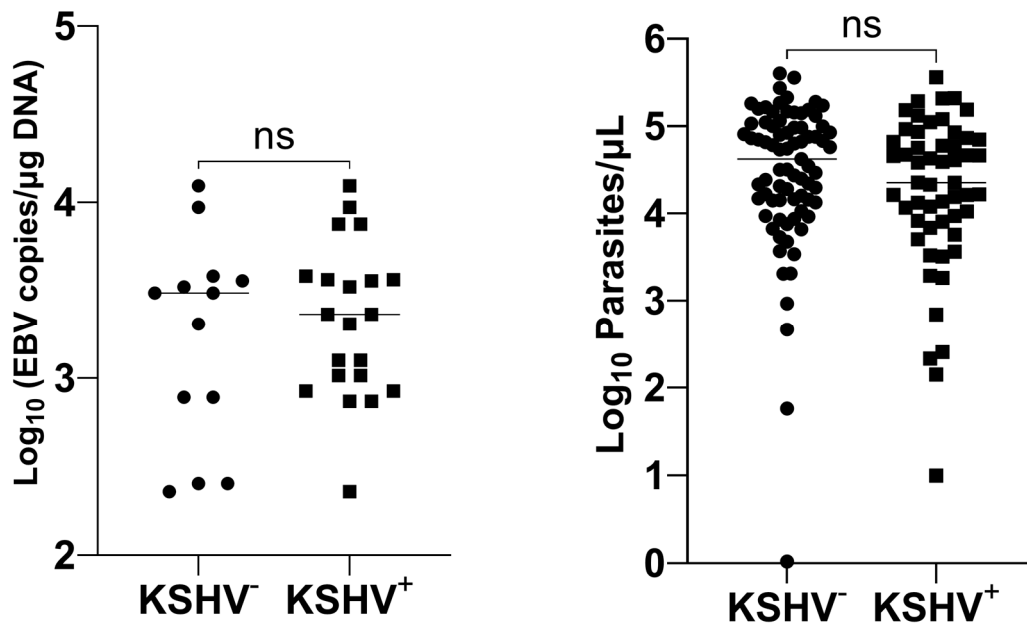 Log₁₀ (EBV copies/µg DNA)
5
4
3
2
ns
KSHV⁻ KSHV⁺
Log₁₀ Parasites/µL
6
5
4
3
2
1
0
ns
KSHV⁻ KSHV⁺